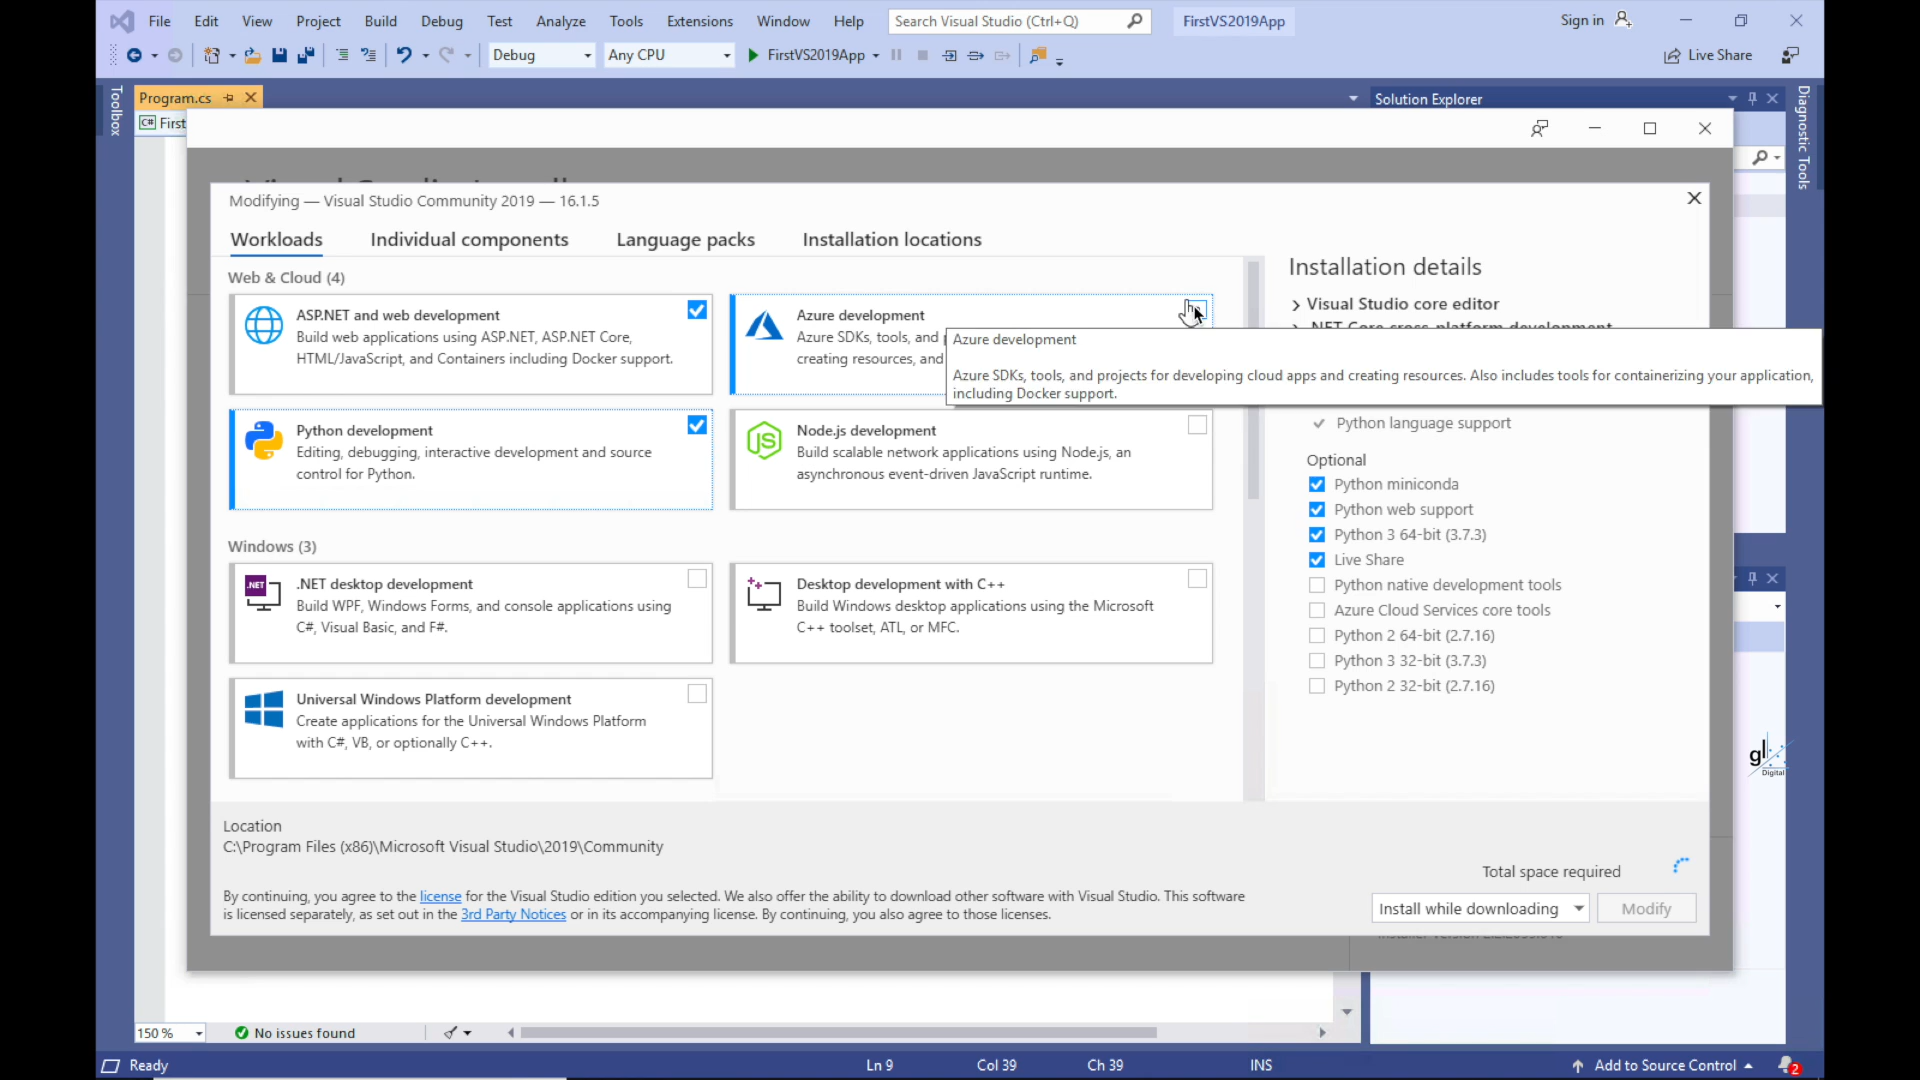 File Edit View Project Build Debug Test Analyze Tools Extensions Window Help Search Visual Studio (Ctrl+Q) FirstVS2019App Sign in
Debug Any CPU FirstVS2019App Live Share
Toolbox
Program.cs
Solution Explorer
Diagnostic Tools
C# First
Modifying — Visual Studio Community 2019 — 16.1.5
Workloads Individual components Language packs Installation locations
Web & Cloud (4)
ASP.NET and web development
Build web applications using ASP.NET, ASP.NET Core,
HTML/JavaScript, and Containers including Docker support.
Azure development
Azure SDKs, tools, and
creating resources, and
Python development
Editing, debugging, interactive development and source
control for Python.
JS
Node.js development
Build scalable network applications using Node.js, an
asynchronous event-driven JavaScript runtime.
Windows (3)
.NET
.NET desktop development
Build WPF, Windows Forms, and console applications using
C#, Visual Basic, and F#.
Desktop development with C++
Build Windows desktop applications using the Microsoft
C++ toolset, ATL, or MFC.
Universal Windows Platform development
Create applications for the Universal Windows Platform
with C#, VB, or optionally C++.
Installation details
Visual Studio core editor
.NET Core cross-platform development
Azure development
Azure SDKs, tools, and projects for developing cloud apps and creating resources. Also includes tools for containerizing your application,
including Docker support.
Python language support
Optional
Python miniconda
Python web support
Python 3 64-bit (3.7.3)
Live Share
Python native development tools
Azure Cloud Services core tools
Python 2 64-bit (2.7.16)
Python 3 32-bit (3.7.3)
Python 2 32-bit (2.7.16)
gl
Digital
Location
C:\Program Files (x86)\Microsoft Visual Studio\2019\Community
Total space required
By continuing, you agree to the license for the Visual Studio edition you selected. We also offer the ability to download other software with Visual Studio. This software
is licensed separately, as set out in the 3rd Party Notices or in its accompanying license. By continuing, you also agree to those licenses.
Install while downloading Modify
150 % No issues found
Ready Ln 9 Col 39 Ch 39 INS Add to Source Control 2